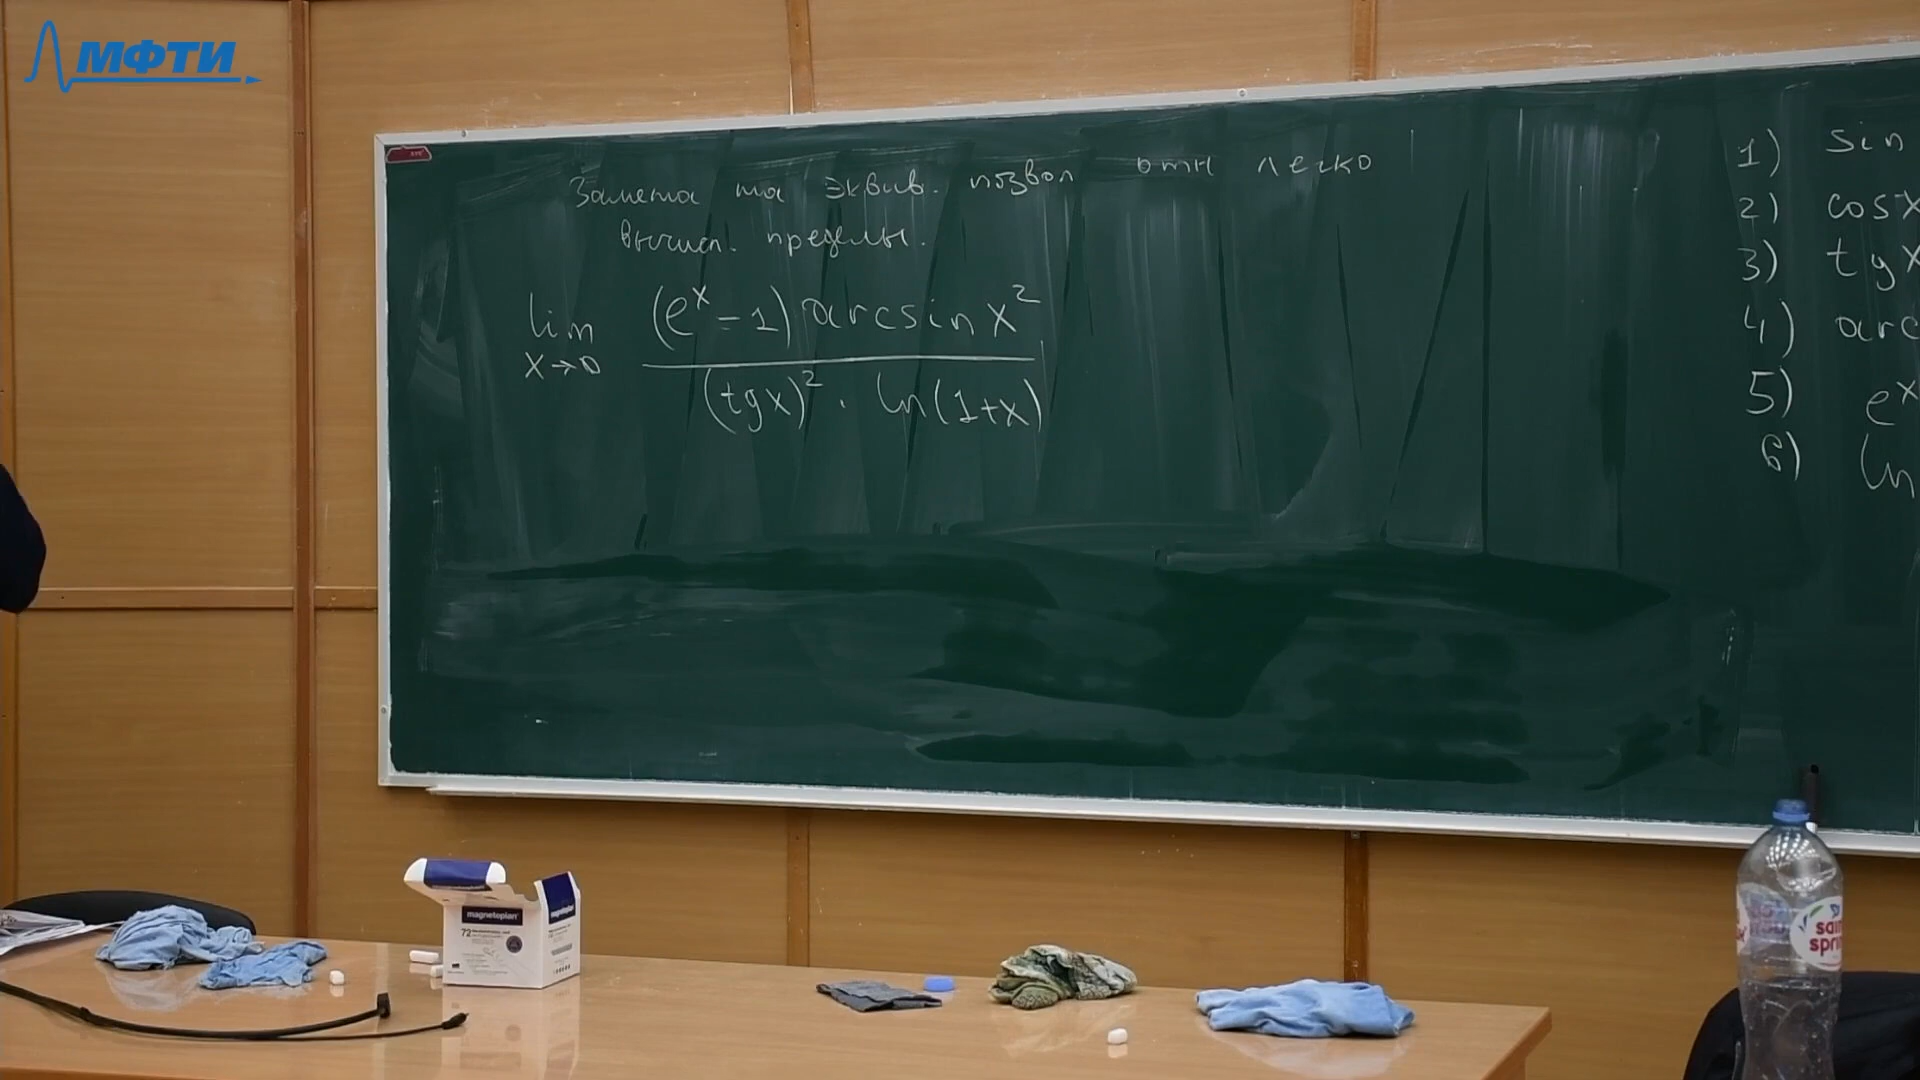 МФТИ
Замена на эквив. позвол отн легко
вычисл. пределы.
lim x→0 (e^x - 1) arcsin x^2 / (tg x)^2 · ln(1+x)
1) sin
2) cos x
3) tg x
4) arc
5) e^x
6) ln
magnetoplan
72